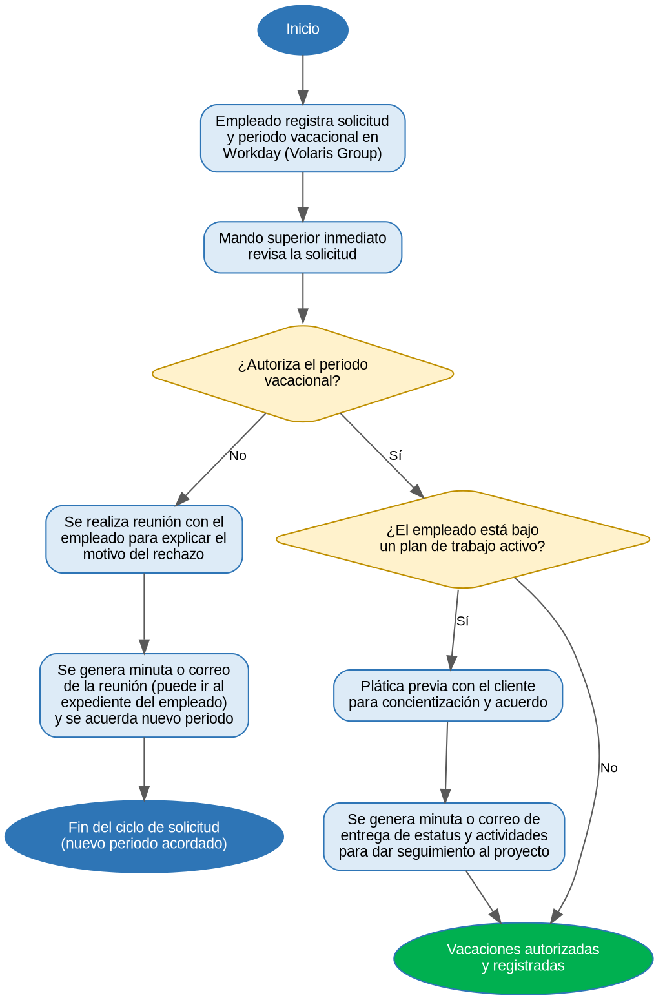 Inicio
Empleado registra solicitud
y periodo vacacional en
Workday (Volaris Group)
Mando superior inmediato
revisa la solicitud
¿Autoriza el periodo
vacacional?
No
Sí
Se realiza reunión con el
empleado para explicar el
motivo del rechazo
¿El empleado está bajo
un plan de trabajo activo?
Sí
Se genera minuta o correo
de la reunión (puede ir al
expediente del empleado)
y se acuerda nuevo periodo
Plática previa con el cliente
para concientización y acuerdo
No
Fin del ciclo de solicitud
(nuevo periodo acordado)
Se genera minuta o correo de
entrega de estatus y actividades
para dar seguimiento al proyecto
Vacaciones autorizadas
y registradas